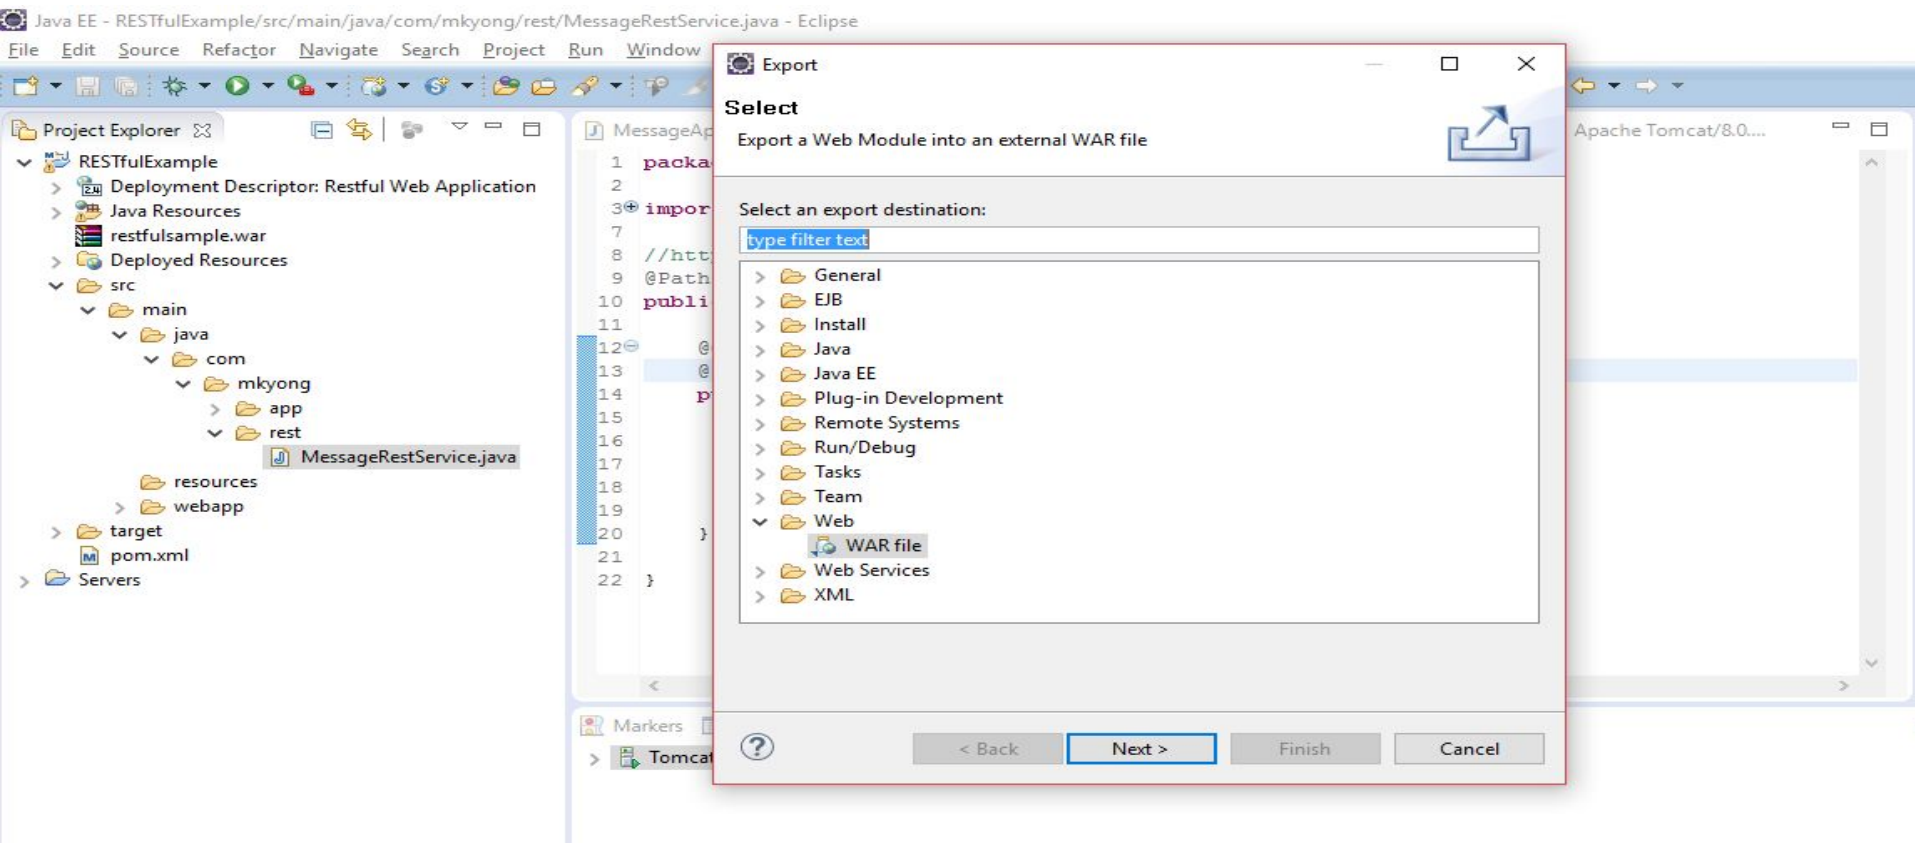 Java EE - RESTfulExample/src/main/java/com/mkyong/rest/MessageRestService.java - Eclipse
File Edit Source Refactor Navigate Search Project Run Window
Project Explorer
RESTfulExample
Deployment Descriptor: Restful Web Application
Java Resources
restfulsample.war
Deployed Resources
src
main
java
com
mkyong
app
rest
MessageRestService.java
resources
webapp
target
pom.xml
Servers
MessageAp
1 packa
2
3 impor
7
8 //htt
9 @Path
10 publi
11
12 @
13 @
14 p
15
16
17
18
19
20 }
21
22 }
Markers
Tomcat
Export
Select
Export a Web Module into an external WAR file
Select an export destination:
type filter text
General
EJB
Install
Java
Java EE
Plug-in Development
Remote Systems
Run/Debug
Tasks
Team
Web
WAR file
Web Services
XML
? < Back Next > Finish Cancel
Apache Tomcat/8.0....